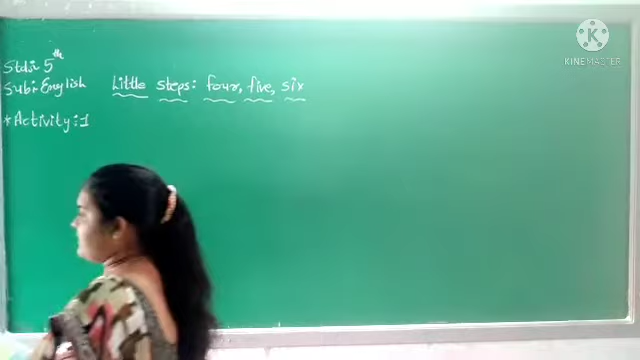 Std: 5th
Sub: English
Little steps: four, five, six
* Activity: 1
KINEMASTER